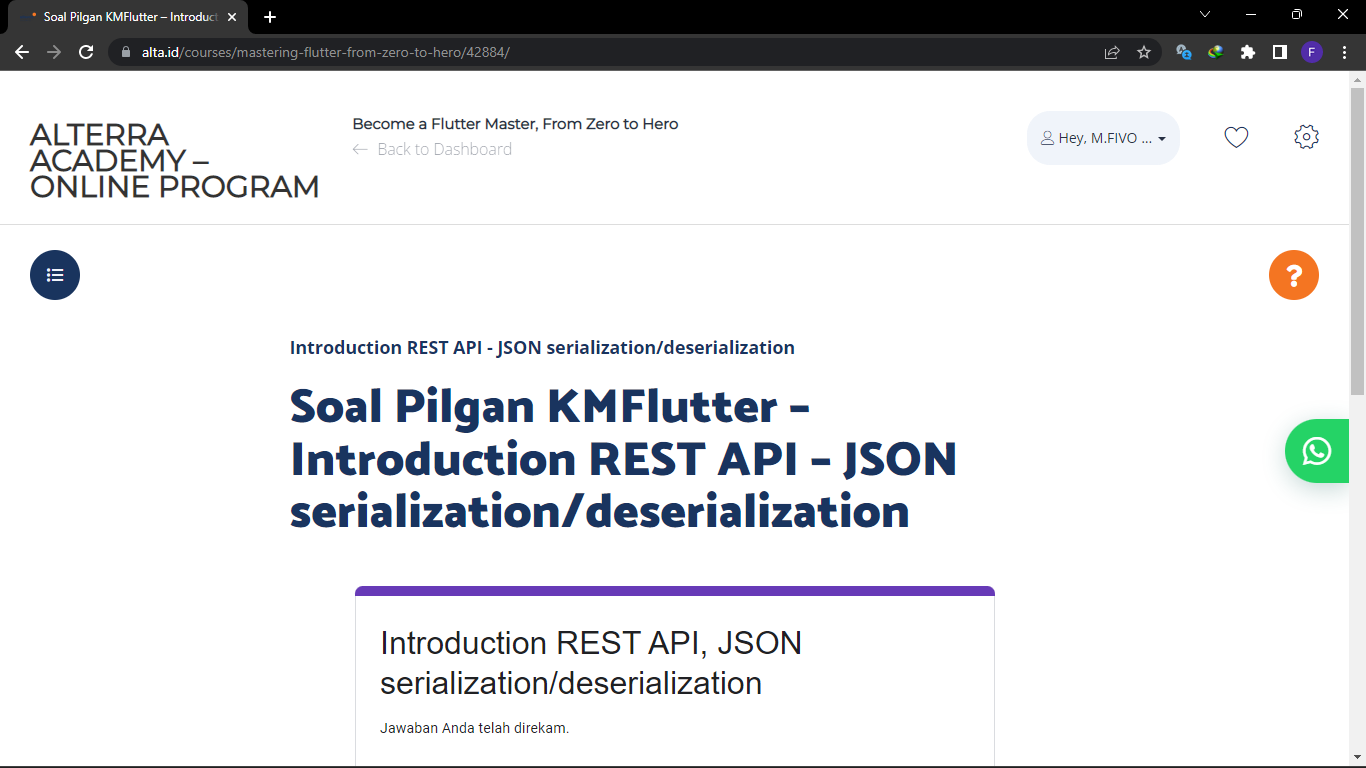 Soal Pilgan KMFlutter – Introduct
alta.id/courses/mastering-flutter-from-zero-to-hero/42884/
F
ALTERRA
ACADEMY –
ONLINE PROGRAM
Become a Flutter Master, From Zero to Hero
← Back to Dashboard
Hey, M.FIVO ...
?
Introduction REST API - JSON serialization/deserialization
Soal Pilgan KMFlutter –
Introduction REST API – JSON
serialization/deserialization
Introduction REST API, JSON
serialization/deserialization
Jawaban Anda telah direkam.